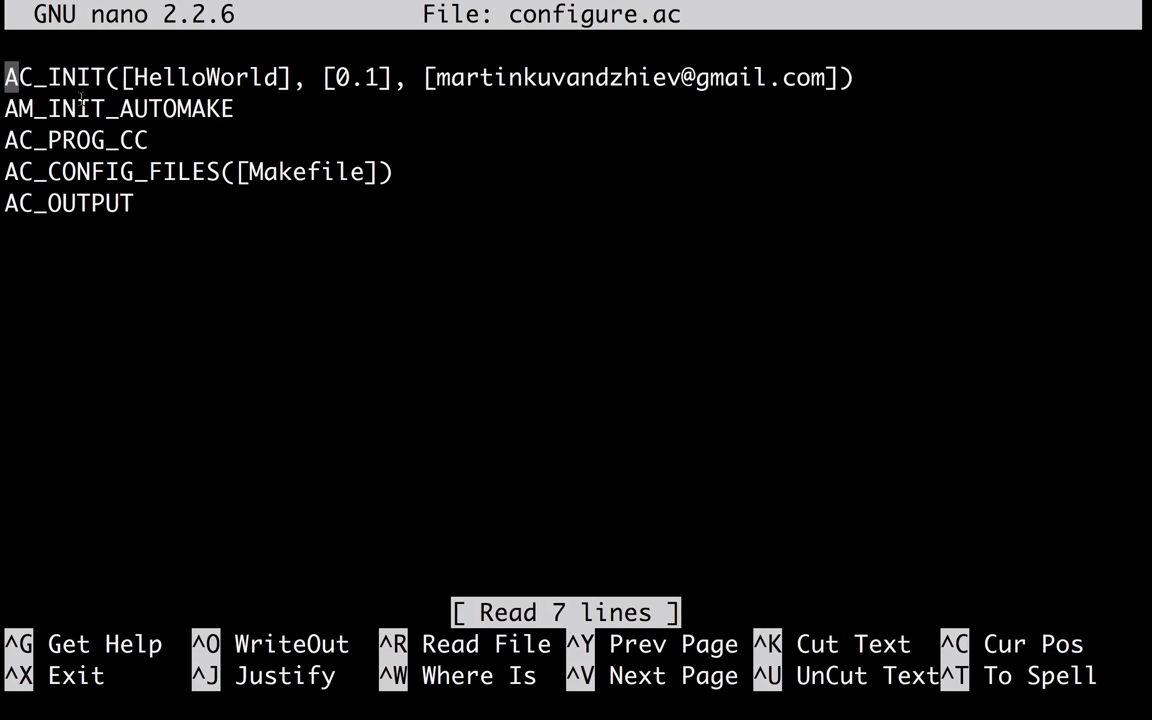 GNU nano 2.2.6 File: configure.ac
AC_INIT([HelloWorld], [0.1], [martinkuvandzhiev@gmail.com])
AM_INIT_AUTOMAKE
AC_PROG_CC
AC_CONFIG_FILES([Makefile])
AC_OUTPUT
[ Read 7 lines ]
^G Get Help ^O WriteOut ^R Read File ^Y Prev Page ^K Cut Text ^C Cur Pos
^X Exit ^J Justify ^W Where Is ^V Next Page ^U UnCut Text ^T To Spell